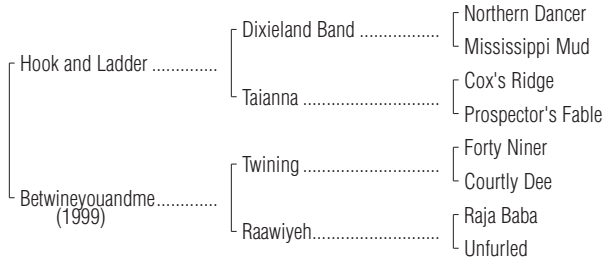 Northern Dancer
Dixieland Band ..................
Mississippi Mud
Hook and Ladder ..............
Cox's Ridge
Taianna ..............................
Prospector's Fable
Forty Niner
Twining ..............................
Courtly Dee
Betwineyouandme.............
(1999)
Raja Baba
Raawiyeh............................
Unfurled